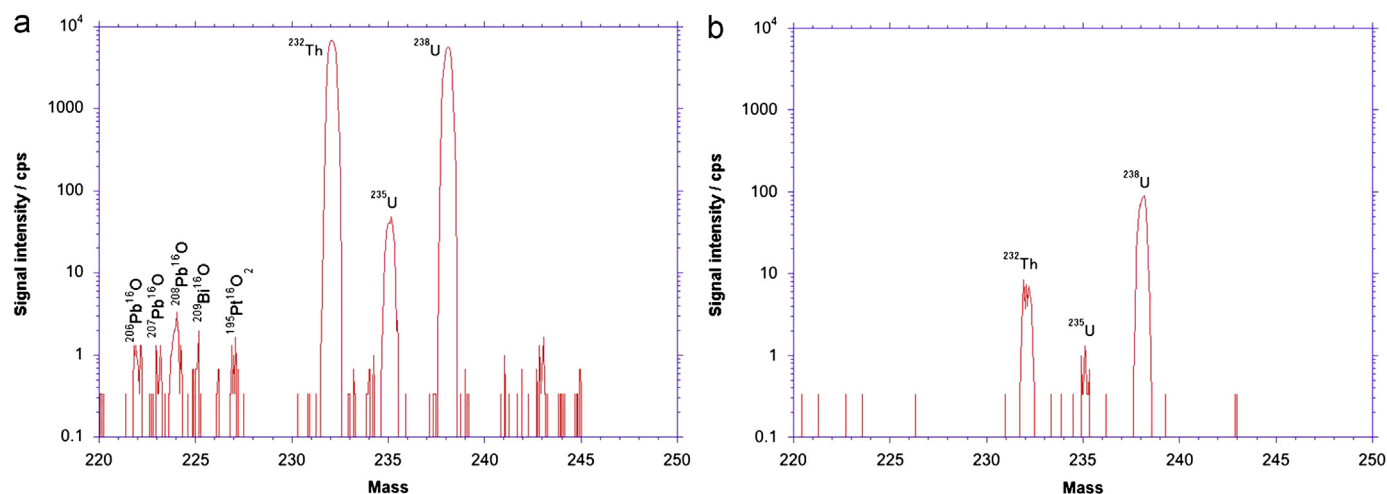 a
10⁴
1000
100
10
1
0.1
Signal intensity / cps
²³²Th
²³⁸U
²³⁵U
²⁰⁶Pb¹⁶O
²⁰⁷Pb¹⁶O
²⁰⁸Pb¹⁶O
²⁰⁹Bi¹⁶O
¹⁹⁵Pt¹⁶O₂
220 225 230 235 240 245 250
Mass
b
10⁴
1000
100
10
1
0.1
Signal intensity / cps
²³⁸U
²³²Th
²³⁵U
220 225 230 235 240 245 250
Mass